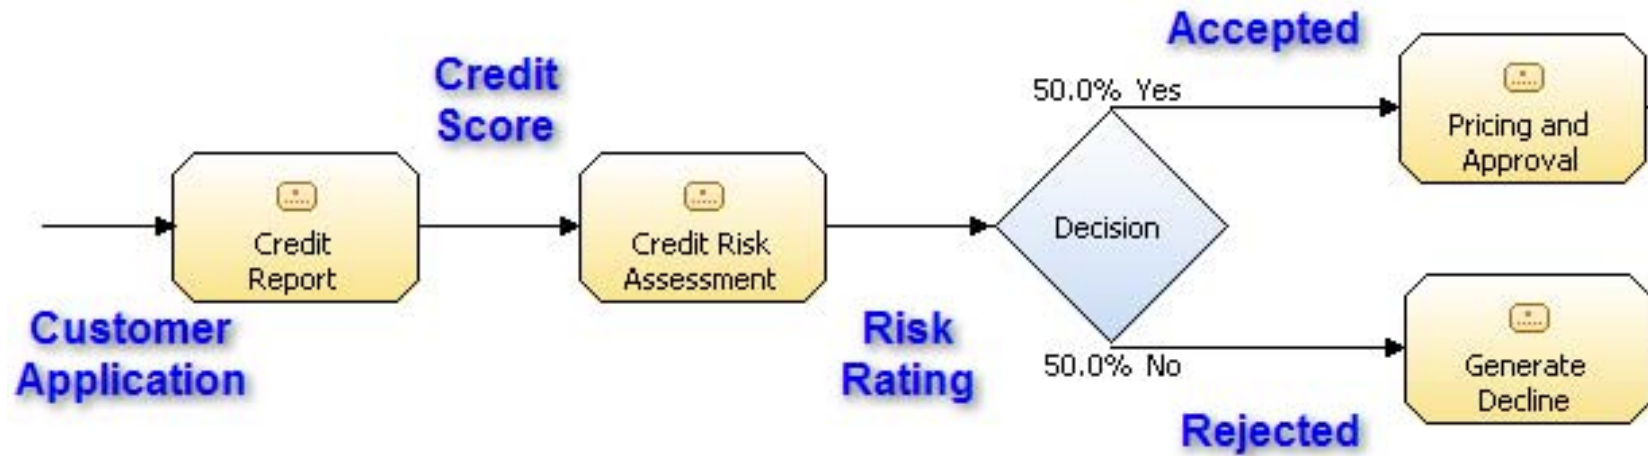 Customer
Application
Credit
Report
Credit
Score
Credit Risk
Assessment
Risk
Rating
Decision
50.0% Yes
Accepted
Pricing and
Approval
50.0% No
Rejected
Generate
Decline